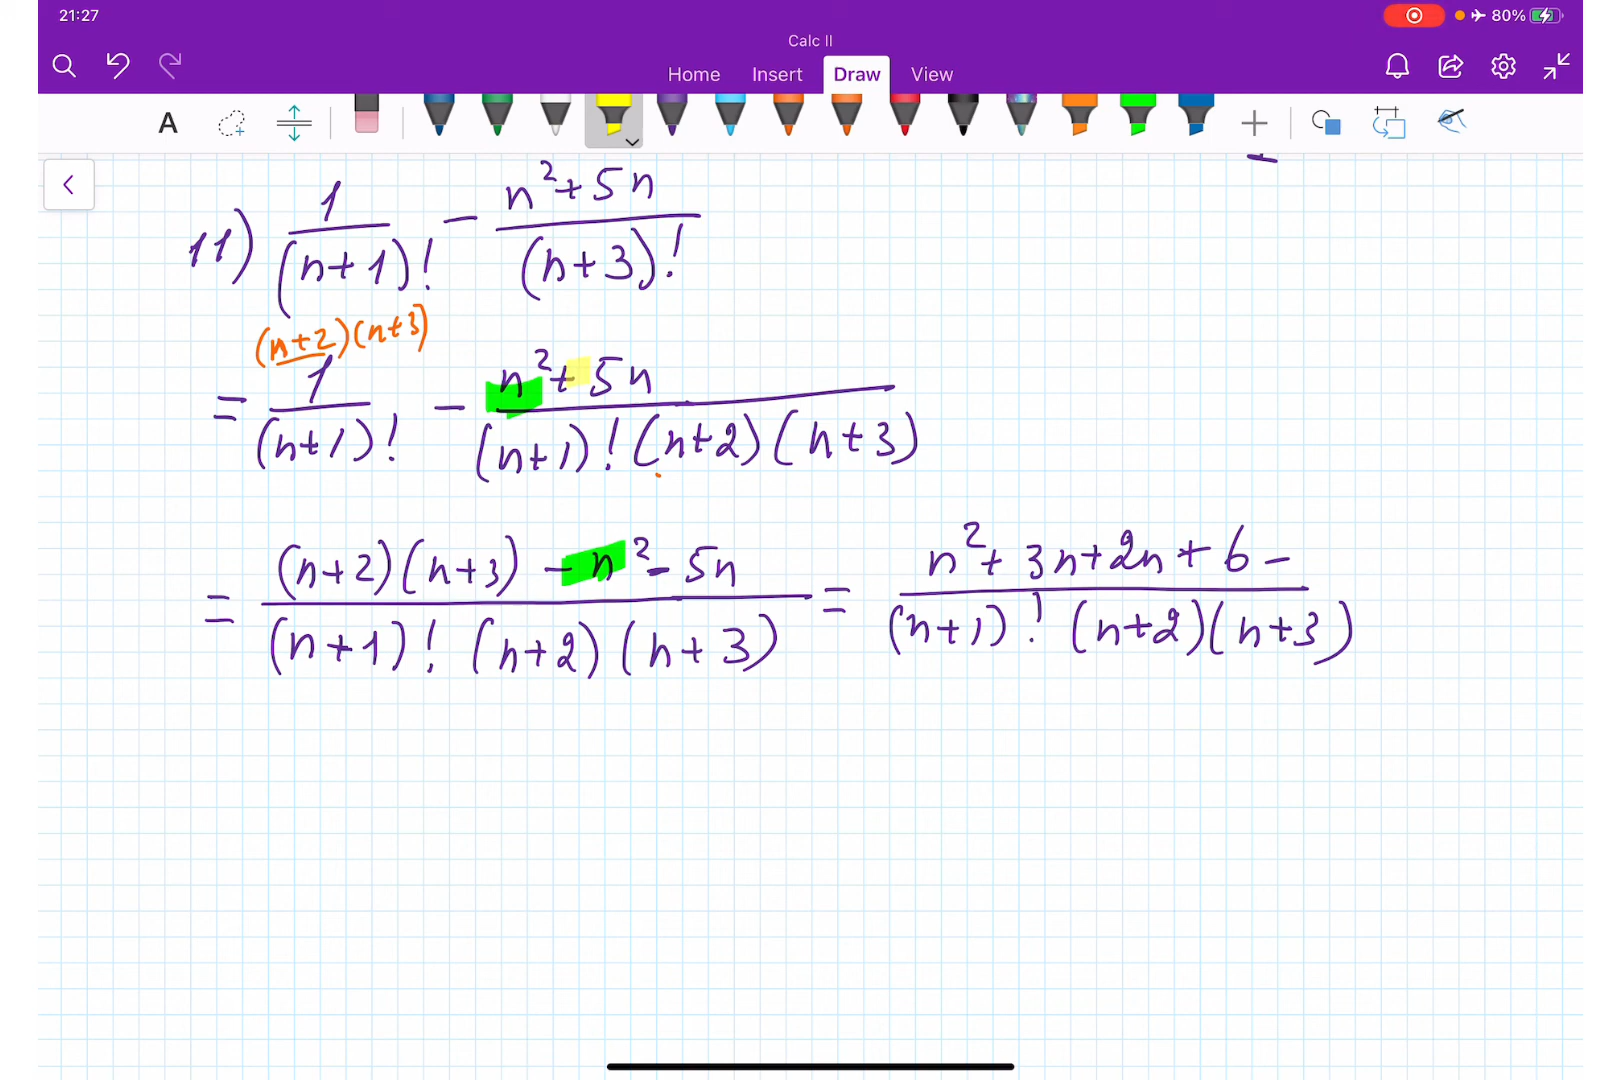 21:27
80%
Calc II
Home Insert Draw View
A
11) 1/(n+1)! - (n²+5n)/(n+3)!
(n+2)(n+3)
= 1/(n+1)! - (n²+5n)/((n+1)!(n+2)(n+3))
= ((n+2)(n+3) - n² - 5n)/((n+1)!(n+2)(n+3)) = (n²+3n+2n+6-)/((n+1)!(n+2)(n+3))